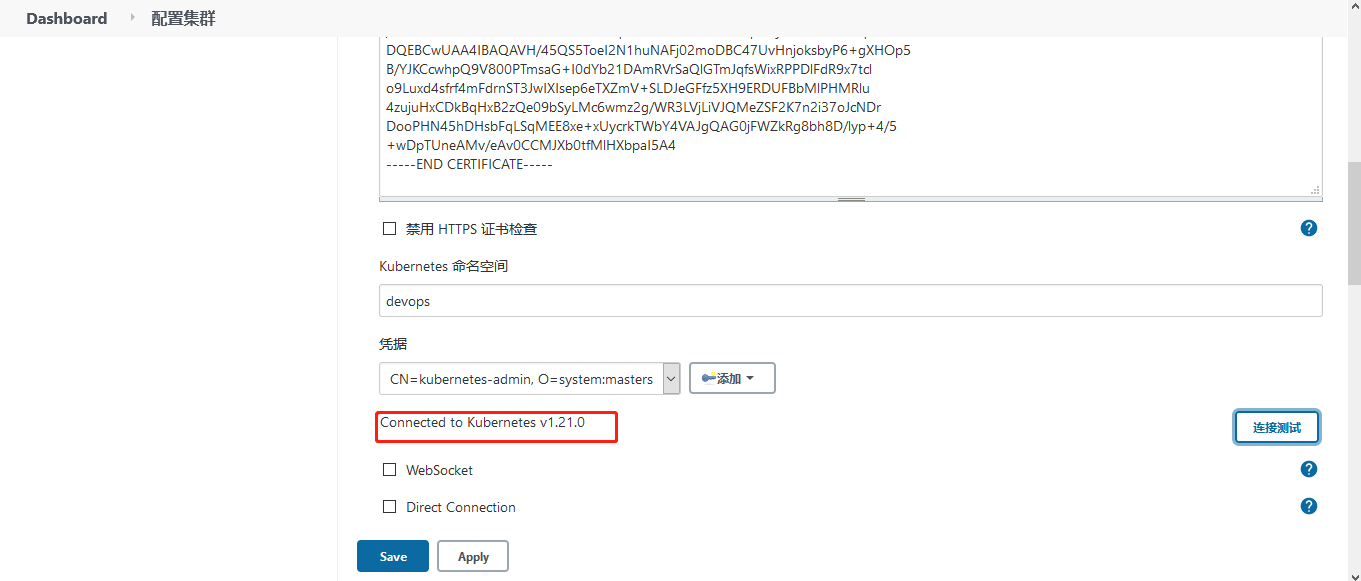 Dashboard
配置集群
DQEBCwUAA4IBAQAVH/45QS5ToeI2N1huNAFj02moDBC47UvHnjoksbyP6+gXHOp5
B/YJKCcwhpQ9V800PTmsaG+I0dYb21DAmRVrSaQlGTmJqfsWixRPPDlFdR9x7tcl
o9Luxd4sfrf4mFdrnST3JwIXIsep6eTXZmV+SLDJeGFfz5XH9ERDUFBbMlPHMRlu
4zujuHxCDkBqHxB2zQe09bSyLMc6wmz2g/WR3LVjLiVJQMeZSF2K7n2i37oJcNDr
DooPHN45hDHsbFqLSqMEE8xe+xUycrkTWbY4VAJgQAG0jFWZkRg8bh8D/lyp+4/5
+wDpTUneAMv/eAv0CCMJXb0tfMlHXbpaI5A4
-----END CERTIFICATE-----
禁用 HTTPS 证书检查
Kubernetes 命名空间
devops
凭据
CN=kubernetes-admin, O=system:masters
添加
Connected to Kubernetes v1.21.0
连接测试
WebSocket
Direct Connection
Save
Apply